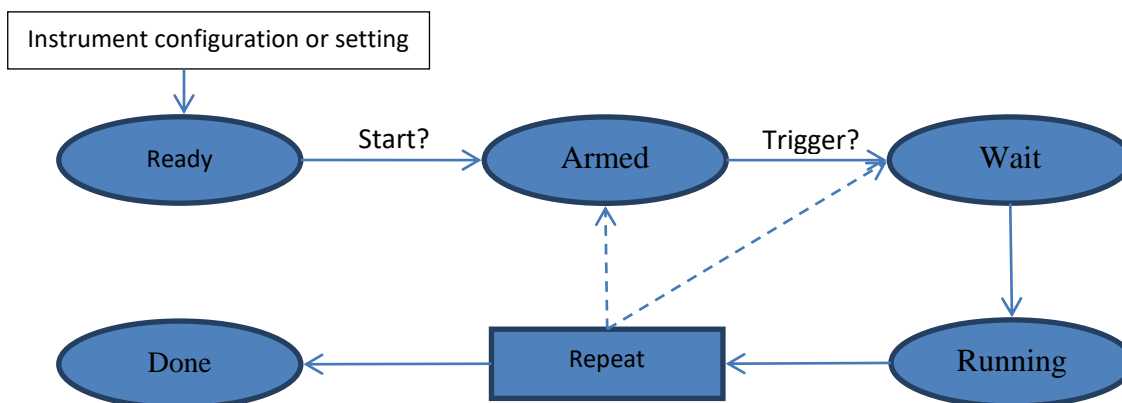 Instrument configuration or setting
Ready
Start?
Armed
Trigger?
Wait
Done
Repeat
Running